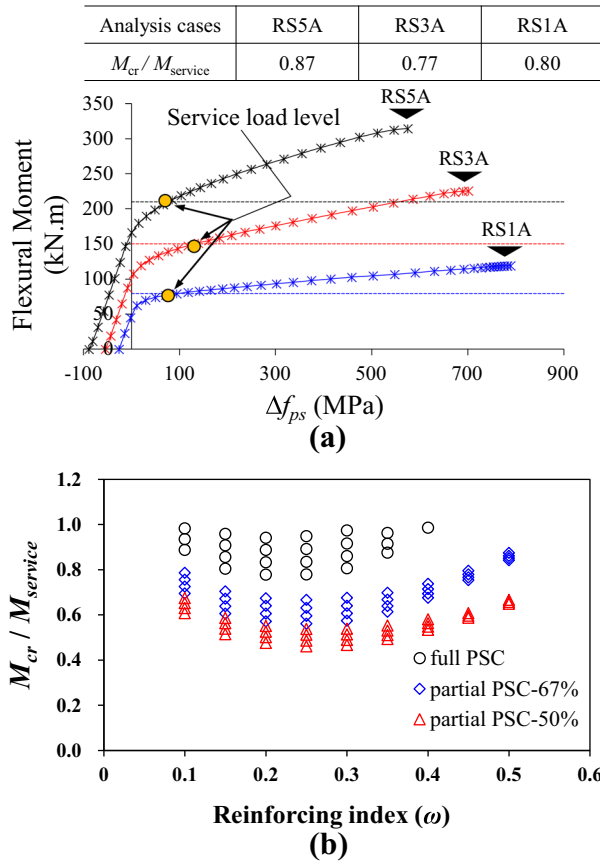 Analysis cases RS5A RS3A RS1A
Mcr / Mservice 0.87 0.77 0.80
350
300
250
200
150
100
50
0
Flexural Moment
(kN.m)
Service load level
RS5A
RS3A
RS1A
-100 100 300 500 700 900
Δfps (MPa)
(a)
1.2
1.0
0.8
0.6
0.4
0.2
0.0
Mcr / Mservice
full PSC
partial PSC-67%
partial PSC-50%
0 0.1 0.2 0.3 0.4 0.5
Reinforcing index (ω)
(b)